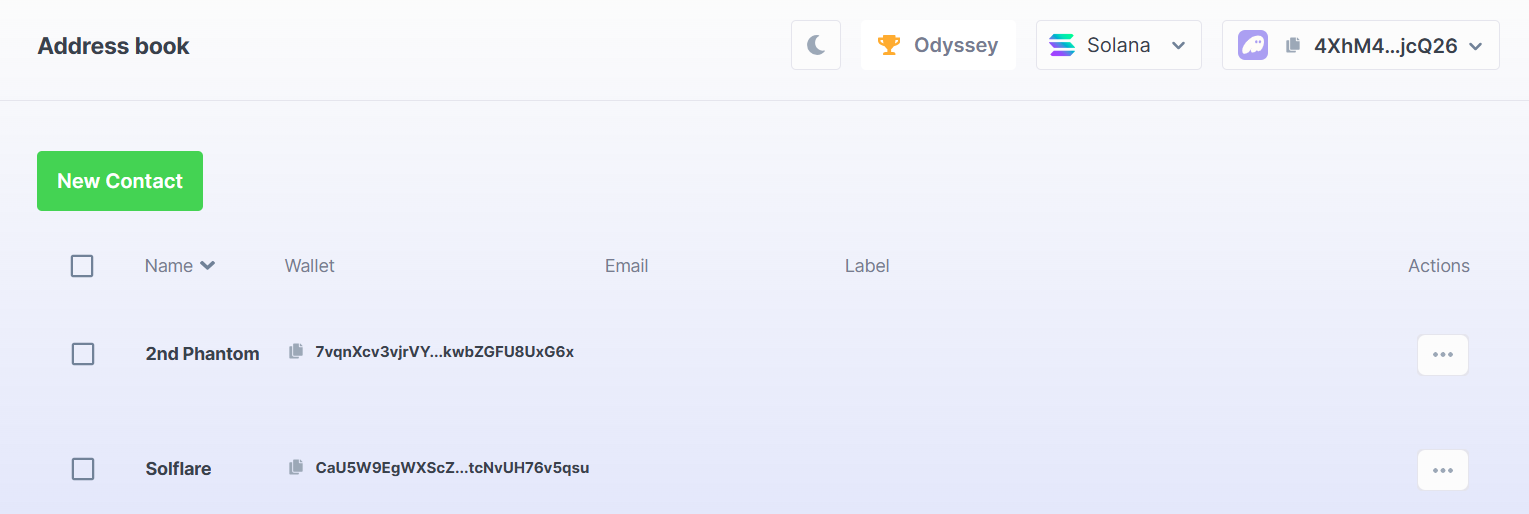 Address book
Odyssey
Solana
4XhM4...jcQ26
New Contact
Name
Wallet
Email
Label
Actions
2nd Phantom
7vqnXcv3vjrVY...kwbZGFU8UxG6x
Solflare
CaU5W9EgWXScZ...tcNvUH76v5qsu